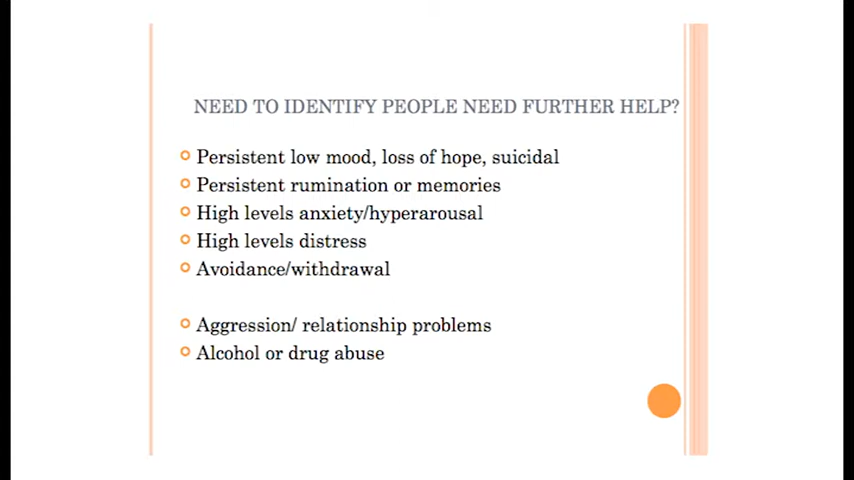 NEED TO IDENTIFY PEOPLE NEED FURTHER HELP?
Persistent low mood, loss of hope, suicidal
Persistent rumination or memories
High levels anxiety/hyperarousal
High levels distress
Avoidance/withdrawal
Aggression/ relationship problems
Alcohol or drug abuse